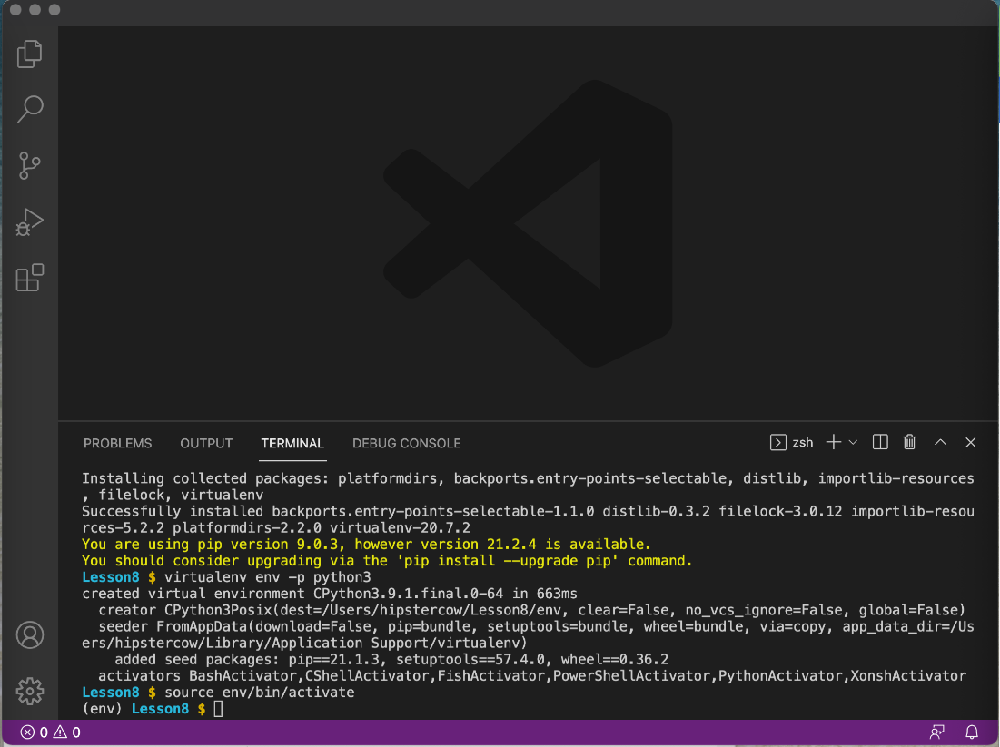 PROBLEMS OUTPUT TERMINAL DEBUG CONSOLE zsh
Installing collected packages: platformdirs, backports.entry-points-selectable, distlib, importlib-resources
, filelock, virtualenv
Successfully installed backports.entry-points-selectable-1.1.0 distlib-0.3.2 filelock-3.0.12 importlib-resou
rces-5.2.2 platformdirs-2.2.0 virtualenv-20.7.2
You are using pip version 9.0.3, however version 21.2.4 is available.
You should consider upgrading via the 'pip install --upgrade pip' command.
Lesson8 $ virtualenv env -p python3
created virtual environment CPython3.9.1.final.0-64 in 663ms
  creator CPython3Posix(dest=/Users/hipstercow/Lesson8/env, clear=False, no_vcs_ignore=False, global=False)
  seeder FromAppData(download=False, pip=bundle, setuptools=bundle, wheel=bundle, via=copy, app_data_dir=/Us
ers/hipstercow/Library/Application Support/virtualenv)
    added seed packages: pip==21.1.3, setuptools==57.4.0, wheel==0.36.2
  activators BashActivator,CShellActivator,FishActivator,PowerShellActivator,PythonActivator,XonshActivator
Lesson8 $ source env/bin/activate
(env) Lesson8 $
0 0